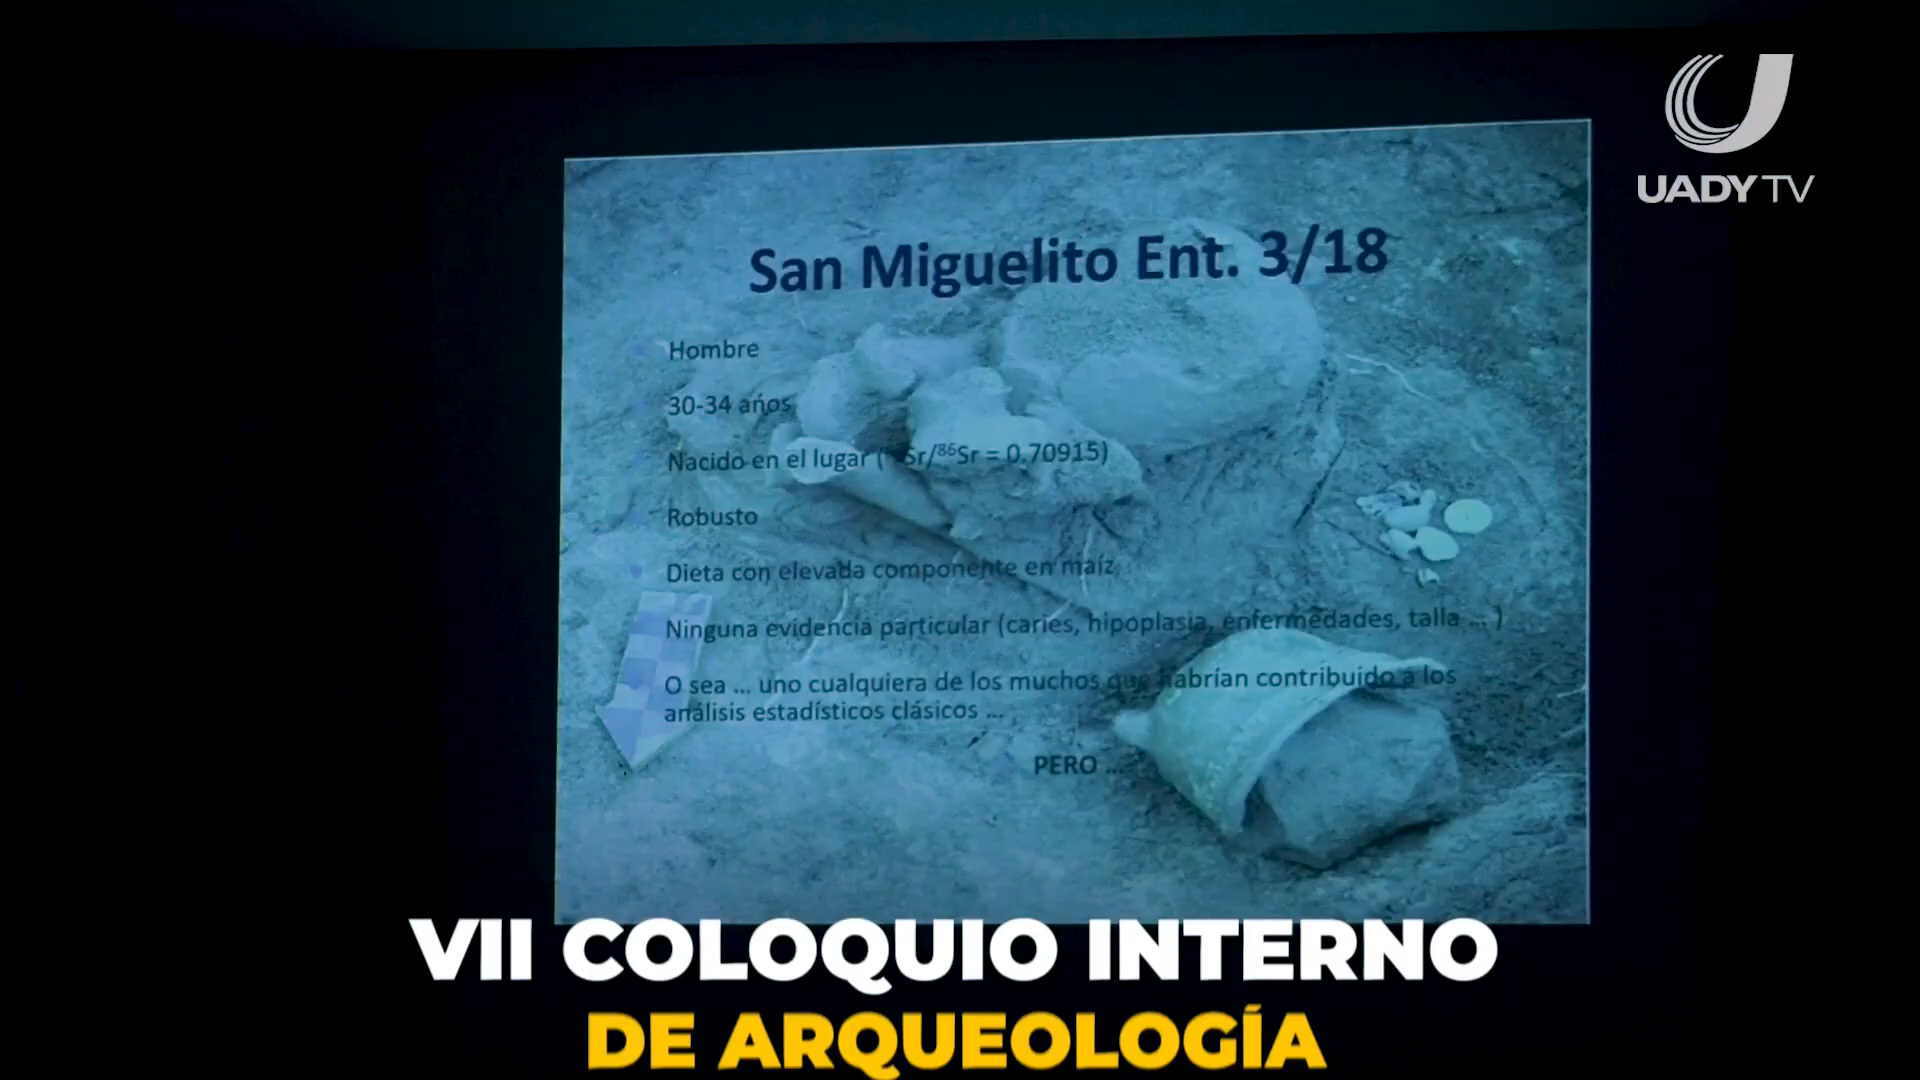 UADY TV
San Miguelito Ent. 3/18
Hombre
30-34 años
Nacido en el lugar ( Sr/⁸⁶Sr = 0.70915)
Robusto
Dieta con elevada componente en maíz
Ninguna evidencia particular (caries, hipoplasia, enfermedades, talla ... )
O sea ... uno cualquiera de los muchos que habrían contribuido a los
análisis estadísticos clásicos ...
PERO ...
VII COLOQUIO INTERNO
DE ARQUEOLOGÍA